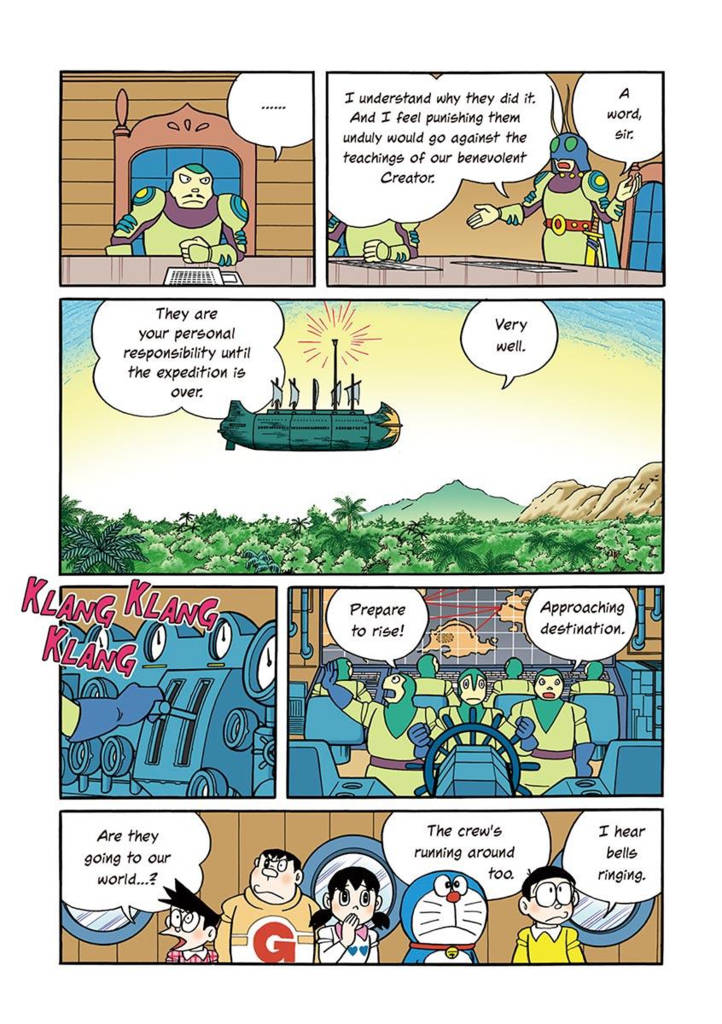 A
word,
sir.
I understand why they did it.
And I feel punishing them
unduly would go against the
teachings of our benevolent
Creator.
......
Very
well.
They are
your personal
responsibility until
the expedition is
over.
Approaching
destination.
Prepare
to rise!
KLANG KLANG
KLANG
I hear
bells
ringing.
The crew's
running around
too.
Are they
going to our
world...?
G